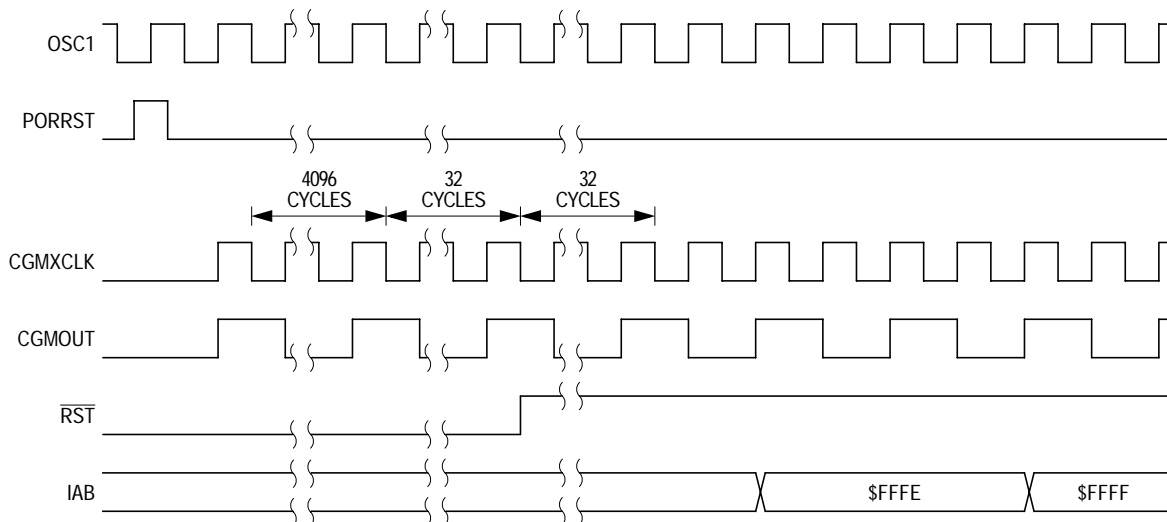 OSC1
PORRST
4096
CYCLES
32
CYCLES
32
CYCLES
CGMXCLK
CGMOUT
RST
IAB
$FFFE
$FFFF